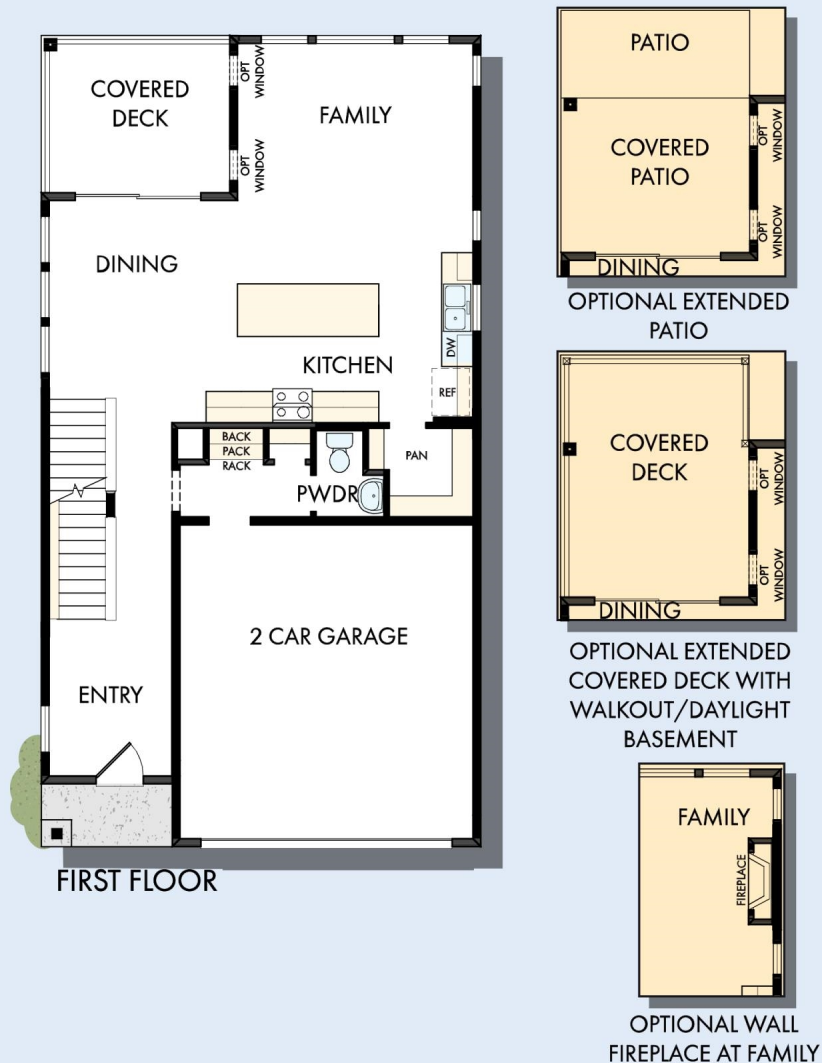 COVERED
DECK
OPT
WINDOW
OPT
WINDOW
FAMILY
DINING
KITCHEN
DW
REF
BACK
PACK
RACK
PWDR
PAN
2 CAR GARAGE
ENTRY
FIRST FLOOR
PATIO
COVERED
PATIO
OPT
WINDOW
OPT
WINDOW
DINING
OPTIONAL EXTENDED
PATIO
COVERED
DECK
OPT
WINDOW
OPT
WINDOW
DINING
OPTIONAL EXTENDED
COVERED DECK WITH
WALKOUT/DAYLIGHT
BASEMENT
FAMILY
FIREPLACE
OPTIONAL WALL
FIREPLACE AT FAMILY